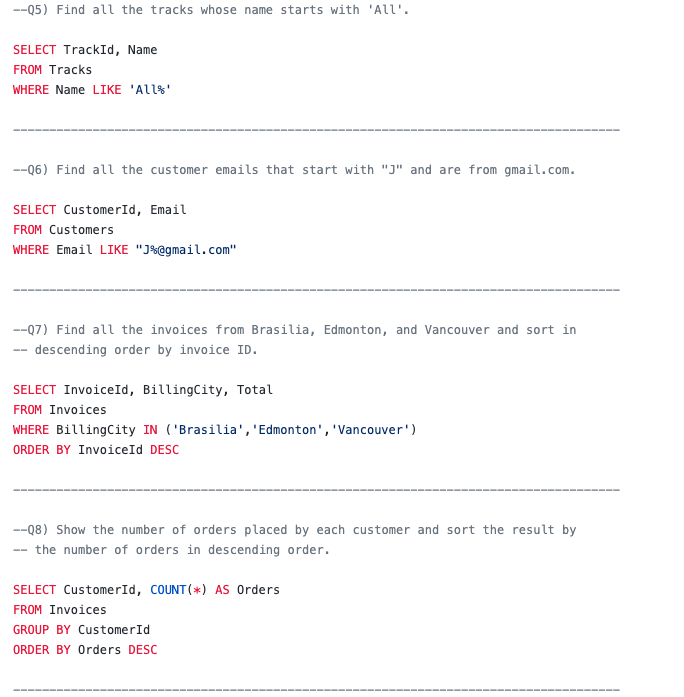 --Q5) Find all the tracks whose name starts with 'All'.
SELECT TrackId, Name
FROM Tracks
WHERE Name LIKE 'All%'
------------------------------------------------------------------------------------
--Q6) Find all the customer emails that start with "J" and are from gmail.com.
SELECT CustomerId, Email
FROM Customers
WHERE Email LIKE "J%@gmail.com"
------------------------------------------------------------------------------------
--Q7) Find all the invoices from Brasilia, Edmonton, and Vancouver and sort in
-- descending order by invoice ID.
SELECT InvoiceId, BillingCity, Total
FROM Invoices
WHERE BillingCity IN ('Brasilia','Edmonton','Vancouver')
ORDER BY InvoiceId DESC
------------------------------------------------------------------------------------
--Q8) Show the number of orders placed by each customer and sort the result by
-- the number of orders in descending order.
SELECT CustomerId, COUNT(*) AS Orders
FROM Invoices
GROUP BY CustomerId
ORDER BY Orders DESC
------------------------------------------------------------------------------------